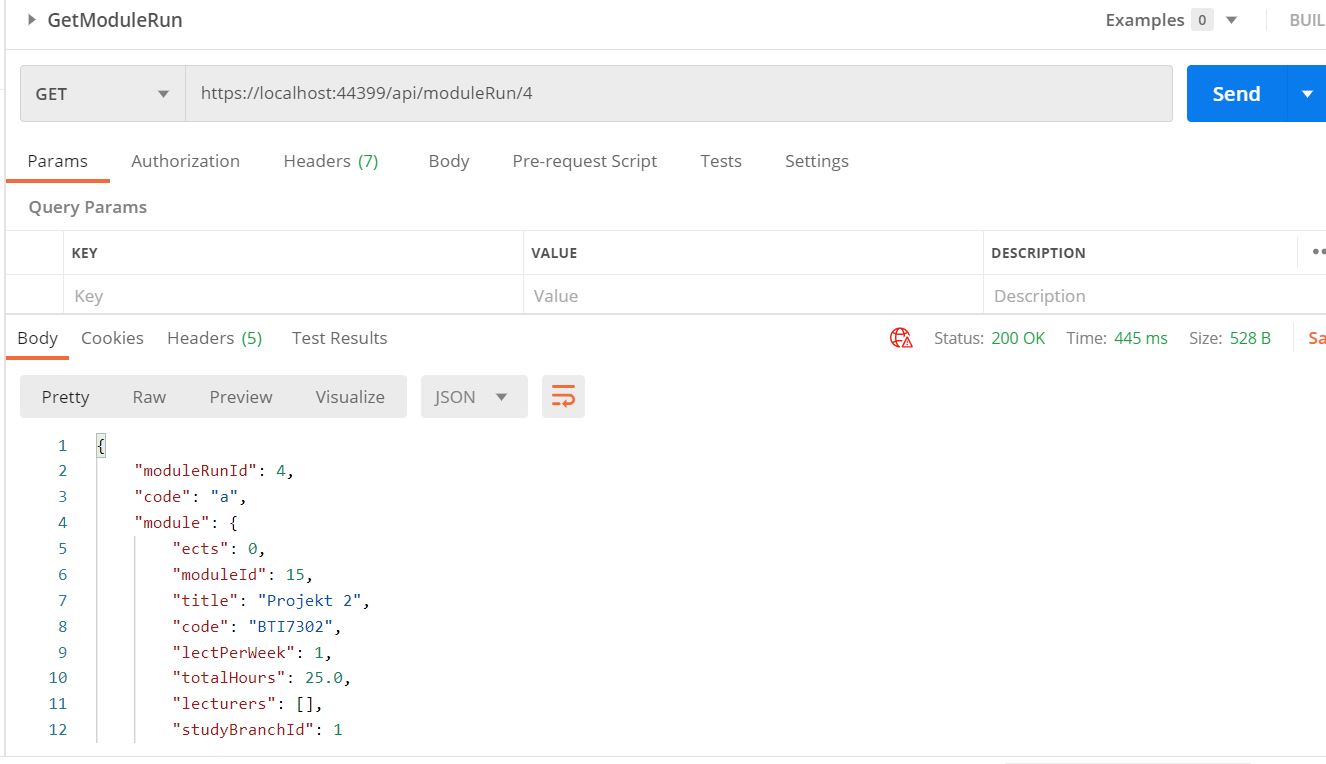 GetModuleRun Examples 0 BUIL
GET https://localhost:44399/api/moduleRun/4 Send
Params Authorization Headers (7) Body Pre-request Script Tests Settings
Query Params
KEY VALUE DESCRIPTION
Key Value Description
Body Cookies Headers (5) Test Results Status: 200 OK Time: 445 ms Size: 528 B Sa
Pretty Raw Preview Visualize JSON
1 {
2 "moduleRunId": 4,
3 "code": "a",
4 "module": {
5 "ects": 0,
6 "moduleId": 15,
7 "title": "Projekt 2",
8 "code": "BTI7302",
9 "lectPerWeek": 1,
10 "totalHours": 25.0,
11 "lecturers": [],
12 "studyBranchId": 1